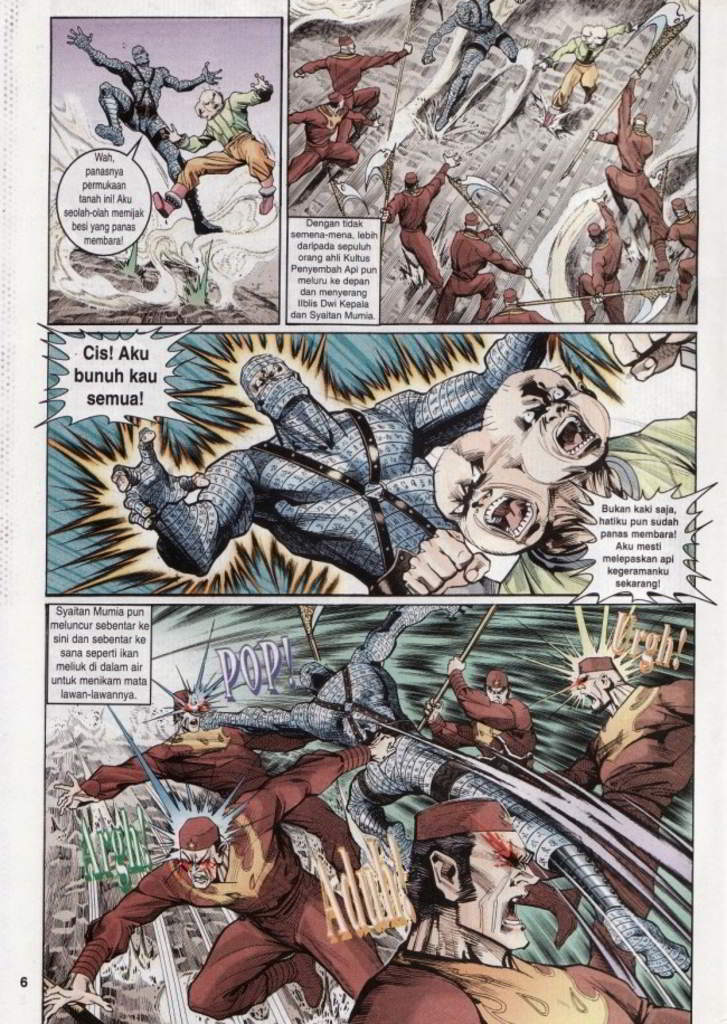 Wah,
panasnya
permukaan
tanah ini! Aku
seolah-olah memijak
besi yang panas
membara!
Dengan tidak
semena-mena, lebih
daripada sepuluh
orang ahli Kultus
Penyembah Api pun
meluru ke depan
dan menyerang
Iblis Dwi Kepala
dan Syaitan Mumia.
Cis! Aku
bunuh kau
semua!
Bukan kaki saja,
hatiku pun sudah
panas membara!
Aku mesti
melepaskan api
kegeramanku
sekarang!
Syaitan Mumia pun
meluncur sebentar ke
sini dan sebentar ke
sana seperti ikan
meliuk di dalam air
untuk menikam mata
lawan-lawannya.
POP!
Urgh!
Argh!
Aduh!
6